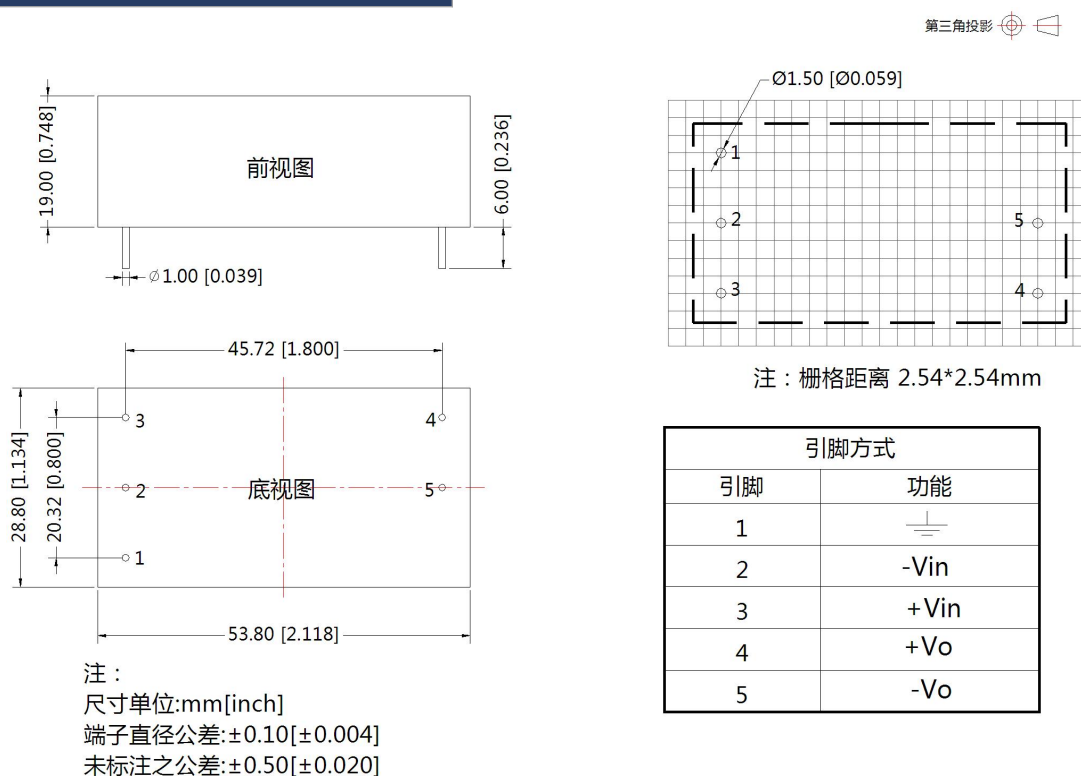 第三角投影
19.00 [0.748]
前视图
6.00 [0.236]
∅1.00 [0.039]
Ø1.50 [Ø0.059]
1
2
5
3
4
注：栅格距离 2.54*2.54mm
45.72 [1.800]
28.80 [1.134]
20.32 [0.800]
3
4
2
底视图
5
1
53.80 [2.118]
注：
尺寸单位:mm[inch]
端子直径公差:±0.10[±0.004]
未标注之公差:±0.50[±0.020]
引脚方式
引脚 功能
1
2 -Vin
3 +Vin
4 +Vo
5 -Vo